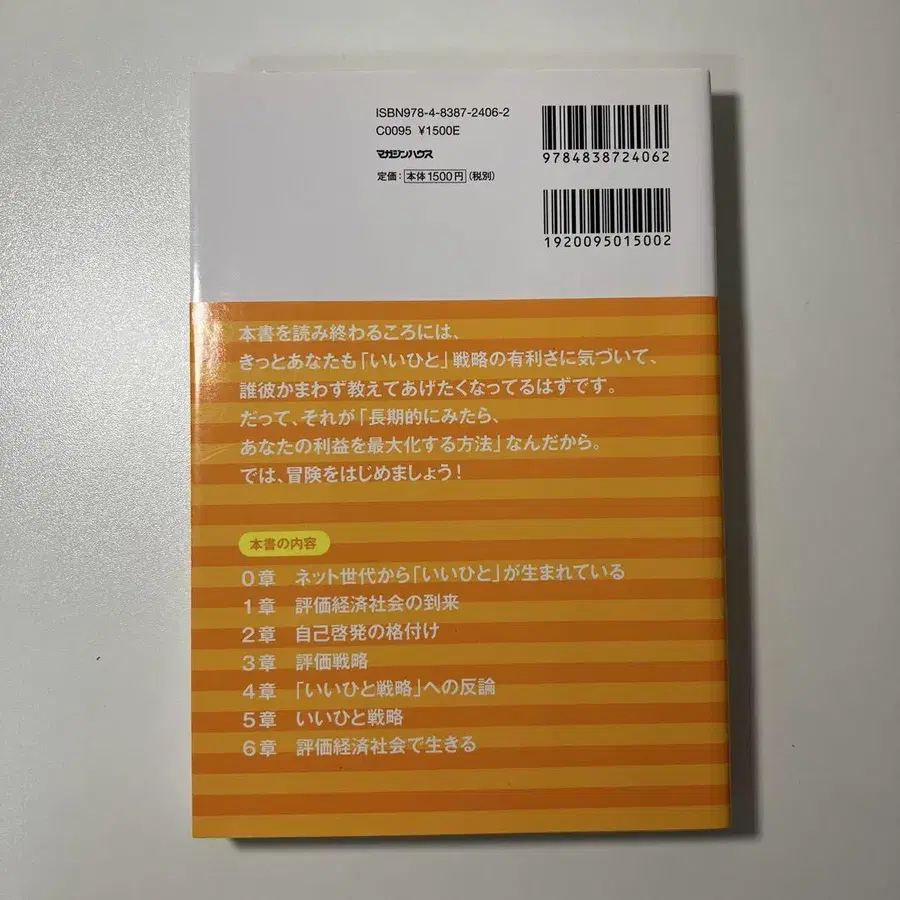 ISBN978-4-8387-2406-2
C0095 ¥1500E
マガジンハウス
定価:本体1500円(税別)
9784838724062
1920095015002
本書を読み終わるころには、
きっとあなたも「いいひと」戦略の有利さに気づいて、
誰彼かまわず教えてあげたくなってるはずです。
だって、それが「長期的にみたら、
あなたの利益を最大化する方法」なんだから。
では、冒険をはじめましょう!
本書の内容
0章 ネット世代から「いいひと」が生まれている
1章 評価経済社会の到来
2章 自己啓発の格付け
3章 評価戦略
4章 「いいひと戦略」への反論
5章 いいひと戦略
6章 評価経済社会で生きる